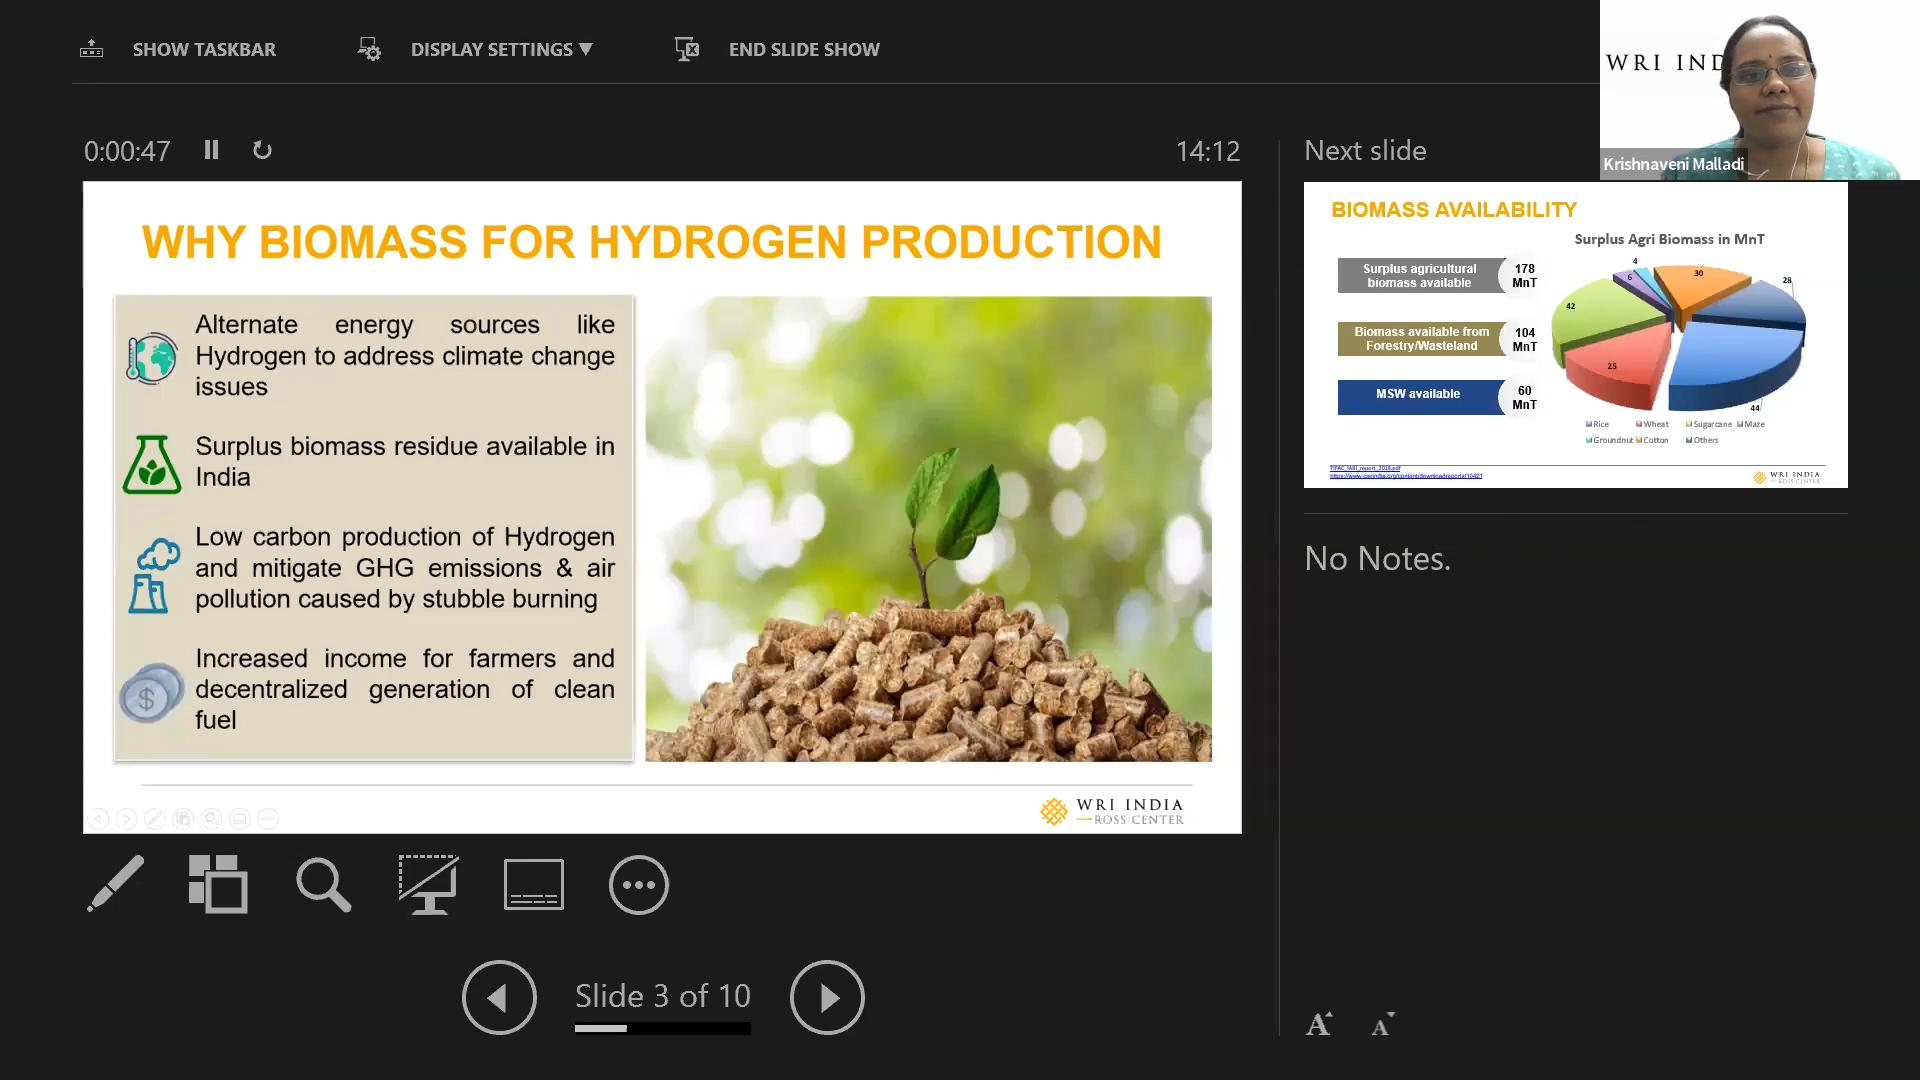 SHOW TASKBAR
DISPLAY SETTINGS ▼
END SLIDE SHOW
WRI IND
Krishnaveni Malladi
0:00:47
14:12
WHY BIOMASS FOR HYDROGEN PRODUCTION
Alternate energy sources like
Hydrogen to address climate change
issues
Surplus biomass residue available in
India
Low carbon production of Hydrogen
and mitigate GHG emissions & air
pollution caused by stubble burning
$
Increased income for farmers and
decentralized generation of clean
fuel
WRI INDIA
ROSS CENTER
Slide 3 of 10
Next slide
BIOMASS AVAILABILITY
Surplus Agri Biomass in MnT
Surplus agricultural
biomass available
178
MnT
Biomass available from
Forestry/Wasteland
104
MnT
MSW available
60
MnT
4
6
30
28
42
25
44
Rice Wheat Sugarcane Maze
Groundnut Cotton Others
TIFAC_IARI_report_2018.pdf
WRI INDIA
ROSS CENTER
No Notes.
A A